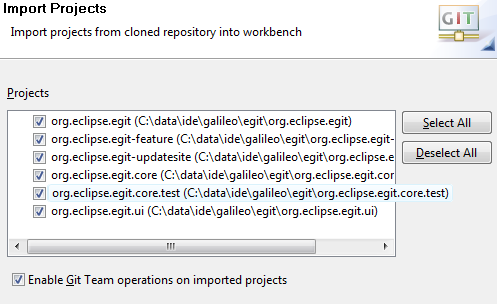 Import Projects
Import projects from cloned repository into workbench
GIT
Projects
org.eclipse.egit (C:\data\ide\galileo\egit\org.eclipse.egit)
org.eclipse.egit-feature (C:\data\ide\galileo\egit\org.eclipse.egit-
org.eclipse.egit-updatesite (C:\data\ide\galileo\egit\org.eclipse.e
org.eclipse.egit.core (C:\data\ide\galileo\egit\org.eclipse.egit.cor
org.eclipse.egit.core.test (C:\data\ide\galileo\egit\org.eclipse.egit.core.test)
org.eclipse.egit.ui (C:\data\ide\galileo\egit\org.eclipse.egit.ui)
Select All
Deselect All
Enable Git Team operations on imported projects